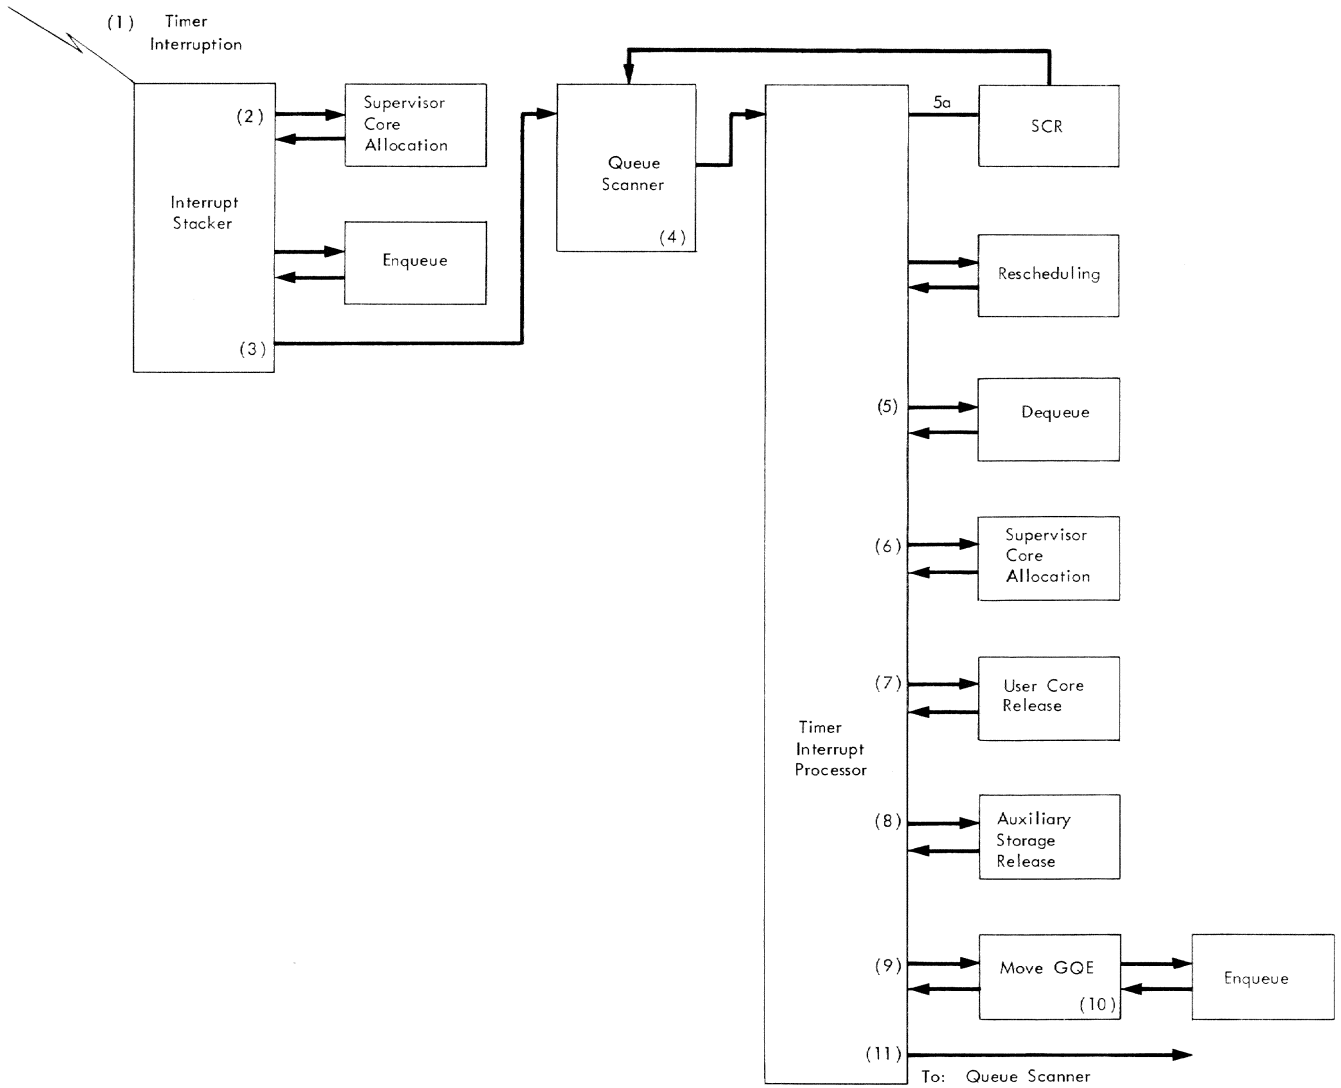 (1) Timer
Interruption
(2)
Supervisor
Core
Allocation
Interrupt
Stacker
Enqueue
(3)
Queue
Scanner
(4)
5a
SCR
Rescheduling
(5)
Dequeue
(6)
Supervisor
Core
Allocation
(7)
User Core
Release
Timer
Interrupt
Processor
(8)
Auxiliary
Storage
Release
(9)
Move GQE
(10)
Enqueue
(11)
To: Queue Scanner